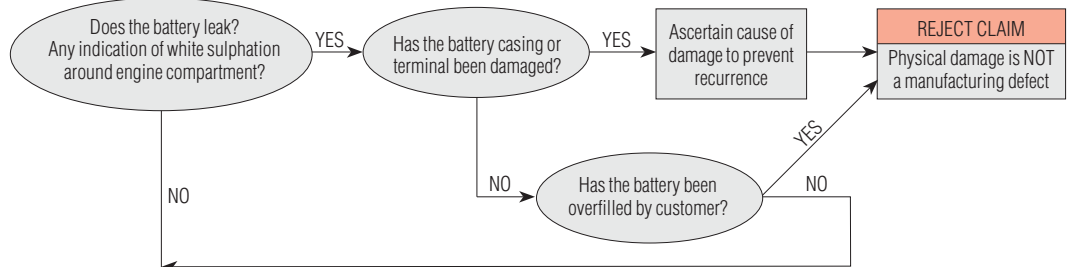 Does the battery leak?
Any indication of white sulphation
around engine compartment?
YES
Has the battery casing or
terminal been damaged?
YES
Ascertain cause of
damage to prevent
recurrence
REJECT CLAIM
Physical damage is NOT
a manufacturing defect
NO
NO
Has the battery been
overfilled by customer?
YES
NO